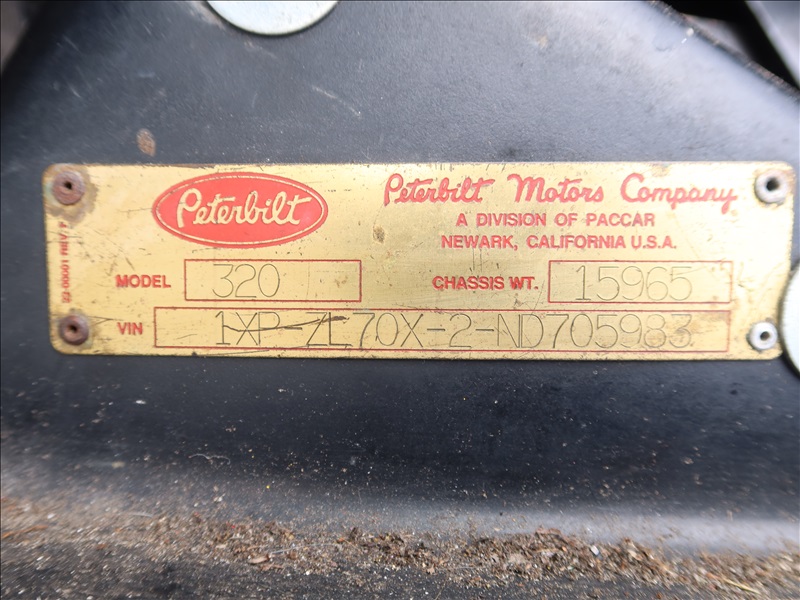 Peterbilt
Peterbilt Motors Company
A DIVISION OF PACCAR
NEWARK, CALIFORNIA U.S.A.
MODEL 320
CHASSIS WT. 15965
VIN 1XP-ZL70X-2-ND705983